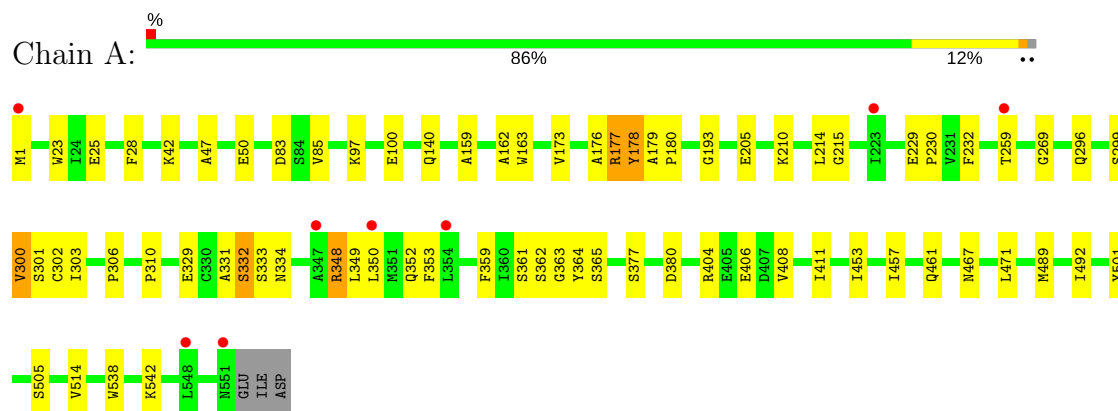 %
Chain A: 86% 12% ••
M1 W23 I24 E25 F28 K42 A47 E50 D83 S84 V85 K97 E100 Q140 A159 A162 W163 V173 A176 R177 Y178 A179 P180 G193 E205 K210 L214 G215 I223 E229 P230 V231 F232 T259 G269 Q296 S299
V300 S301 C302 I303 P306 P310 E329 C330 A331 S332 S333 N334 A347 R348 L349 L350 M351 Q352 F353 L354 F359 I360 S361 S362 G363 Y364 S365 S377 D380 R404 E405 E406 D407 V408 I411 I453 I457 Q461 N467 L471 M489 I492 Y501
S505 V514 W538 K542 L548 N551 GLU ILE ASP